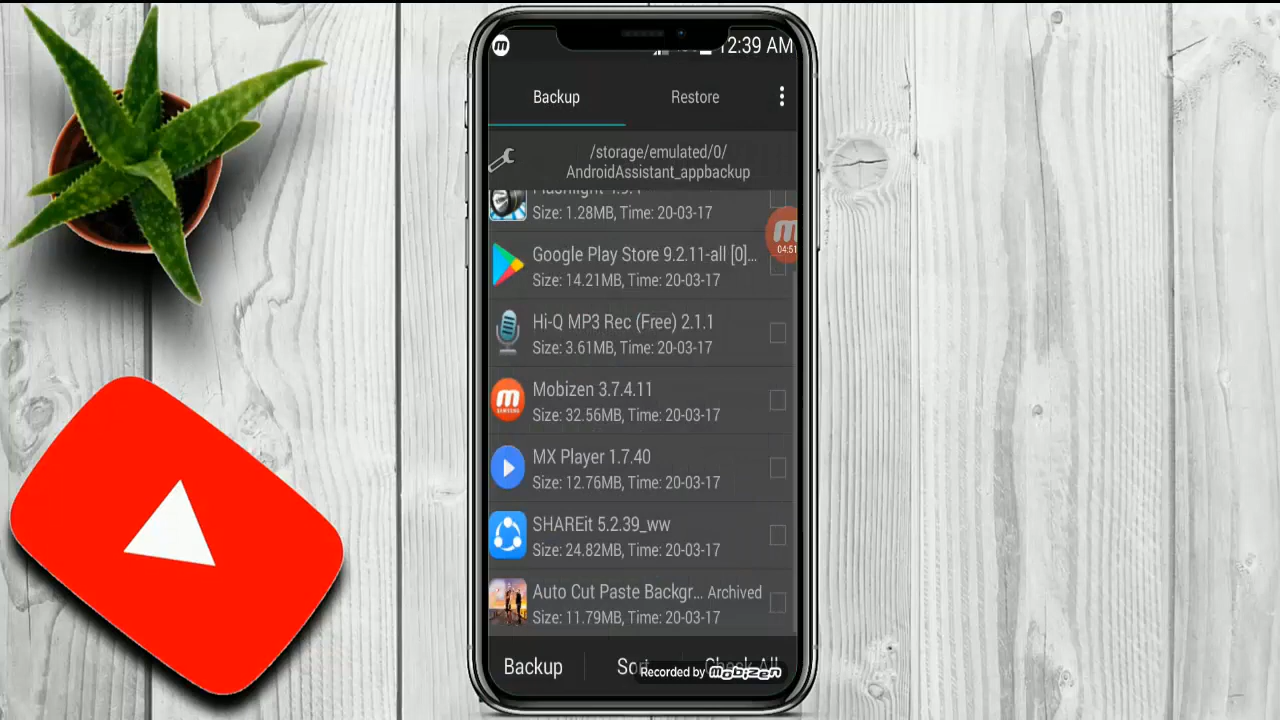 12:39 AM
Backup
Restore
/storage/emulated/0/
AndroidAssistant_appbackup
Size: 1.28MB, Time: 20-03-17
04:51
Google Play Store 9.2.11-all [0]...
Size: 14.21MB, Time: 20-03-17
Hi-Q MP3 Rec (Free) 2.1.1
Size: 3.61MB, Time: 20-03-17
Mobizen 3.7.4.11
Size: 32.56MB, Time: 20-03-17
MX Player 1.7.40
Size: 12.76MB, Time: 20-03-17
SHAREit 5.2.39_ww
Size: 24.82MB, Time: 20-03-17
Auto Cut Paste Backgr... Archived
Size: 11.79MB, Time: 20-03-17
Backup
Check All
Recorded by mobizen